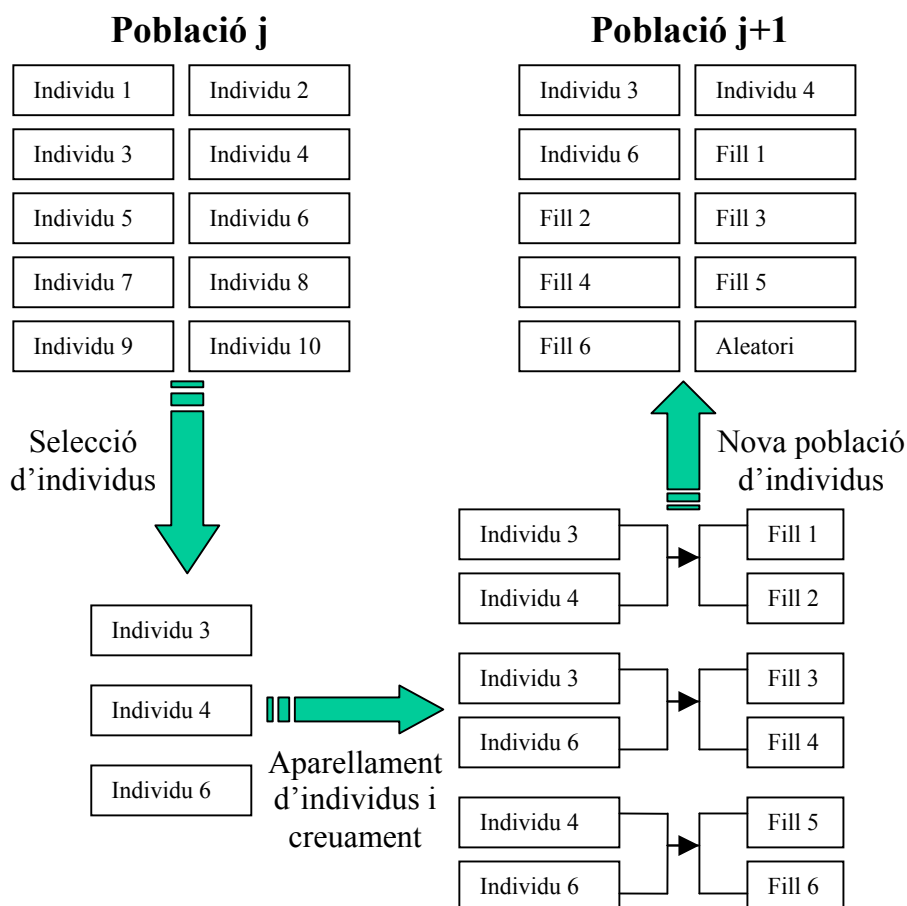 Població j
Població j+1
Individu 1
Individu 2
Individu 3
Individu 4
Individu 5
Individu 6
Individu 7
Individu 8
Individu 9
Individu 10
Individu 3
Individu 4
Individu 6
Fill 1
Fill 2
Fill 3
Fill 4
Fill 5
Fill 6
Aleatori
Selecció
d’individus
Nova població
d’individus
Individu 3
Individu 4
Individu 6
Aparellament
d’individus i
creuament
Individu 3
Fill 1
Individu 4
Fill 2
Individu 3
Fill 3
Individu 6
Fill 4
Individu 4
Fill 5
Individu 6
Fill 6